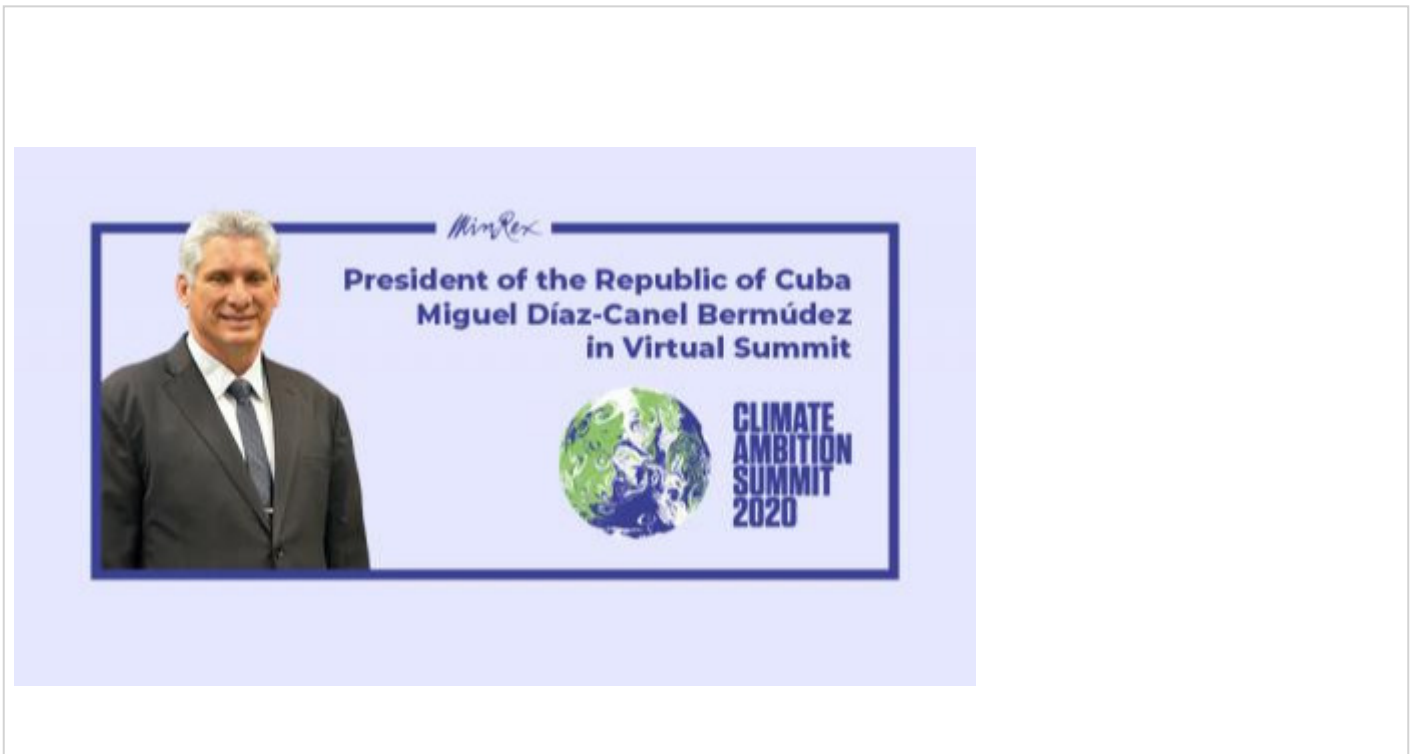 MinRex
President of the Republic of Cuba
Miguel Díaz-Canel Bermúdez
in Virtual Summit
CLIMATE
AMBITION
SUMMIT
2020